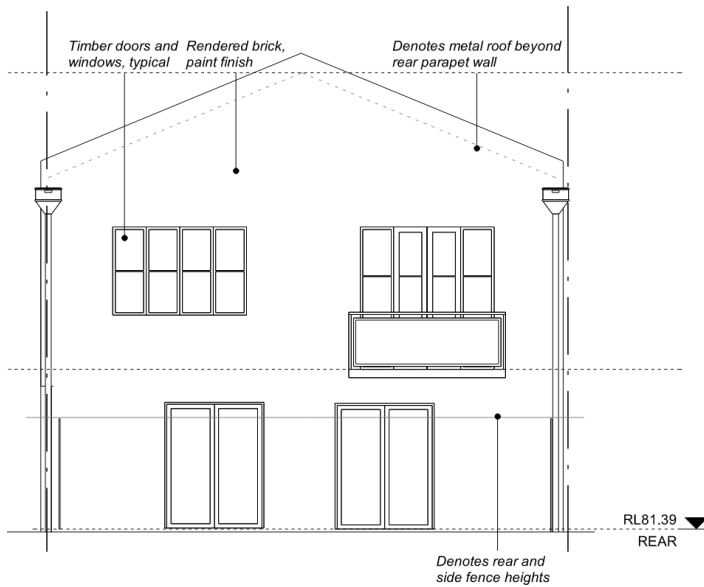 Timber doors and
windows, typical
Rendered brick,
paint finish
Denotes metal roof beyond
rear parapet wall
RL81.39
REAR
Denotes rear and
side fence heights